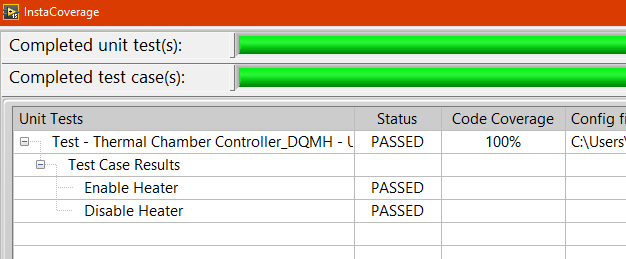 InstaCoverage
Completed unit test(s):
Completed test case(s):
Unit Tests Status Code Coverage Config fi
Test - Thermal Chamber Controller_DQMH - U PASSED 100% C:\Users\
Test Case Results
Enable Heater PASSED
Disable Heater PASSED